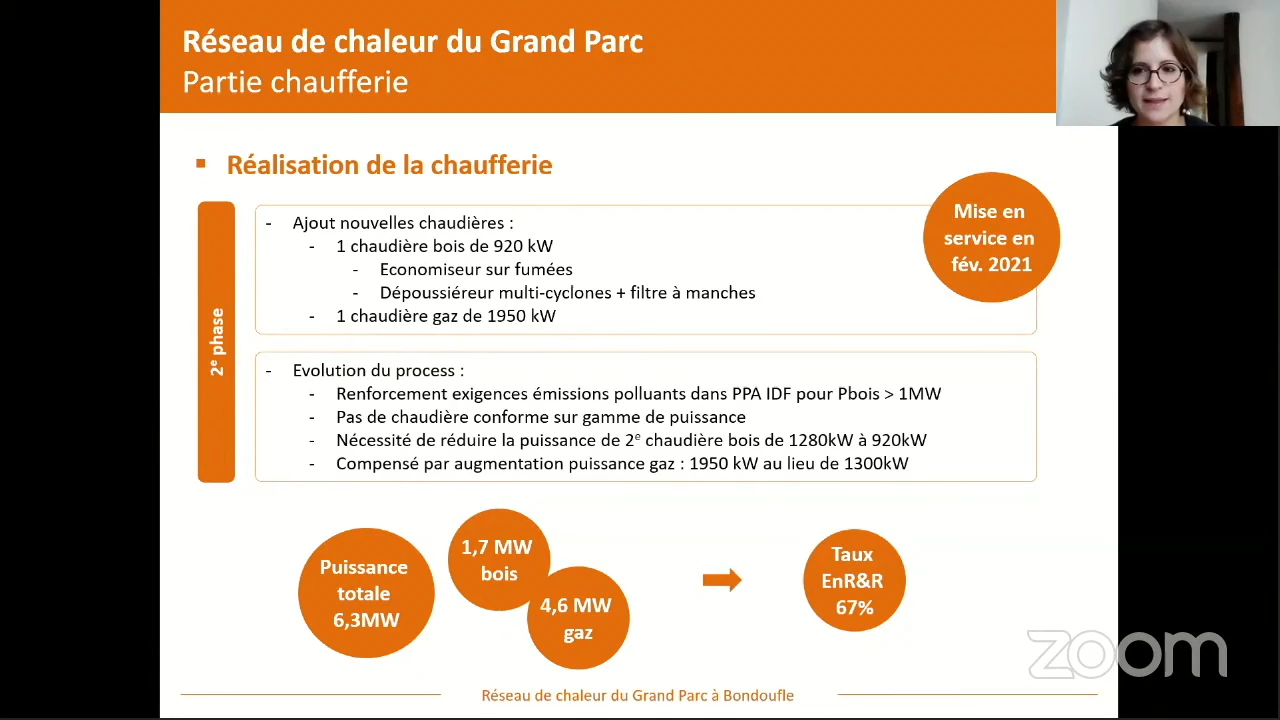 Réseau de chaleur du Grand Parc
Partie chaufferie
▪ Réalisation de la chaufferie
2e phase
- Ajout nouvelles chaudières :
- 1 chaudière bois de 920 kW
- Economiseur sur fumées
- Dépoussiéreur multi-cyclones + filtre à manches
- 1 chaudière gaz de 1950 kW
Mise en
service en
fév. 2021
- Evolution du process :
- Renforcement exigences émissions polluants dans PPA IDF pour Pbois > 1MW
- Pas de chaudière conforme sur gamme de puissance
- Nécessité de réduire la puissance de 2e chaudière bois de 1280kW à 920kW
- Compensé par augmentation puissance gaz : 1950 kW au lieu de 1300kW
Puissance
totale
6,3MW
1,7 MW
bois
4,6 MW
gaz
Taux
EnR&R
67%
zoom
Réseau de chaleur du Grand Parc à Bondoufle